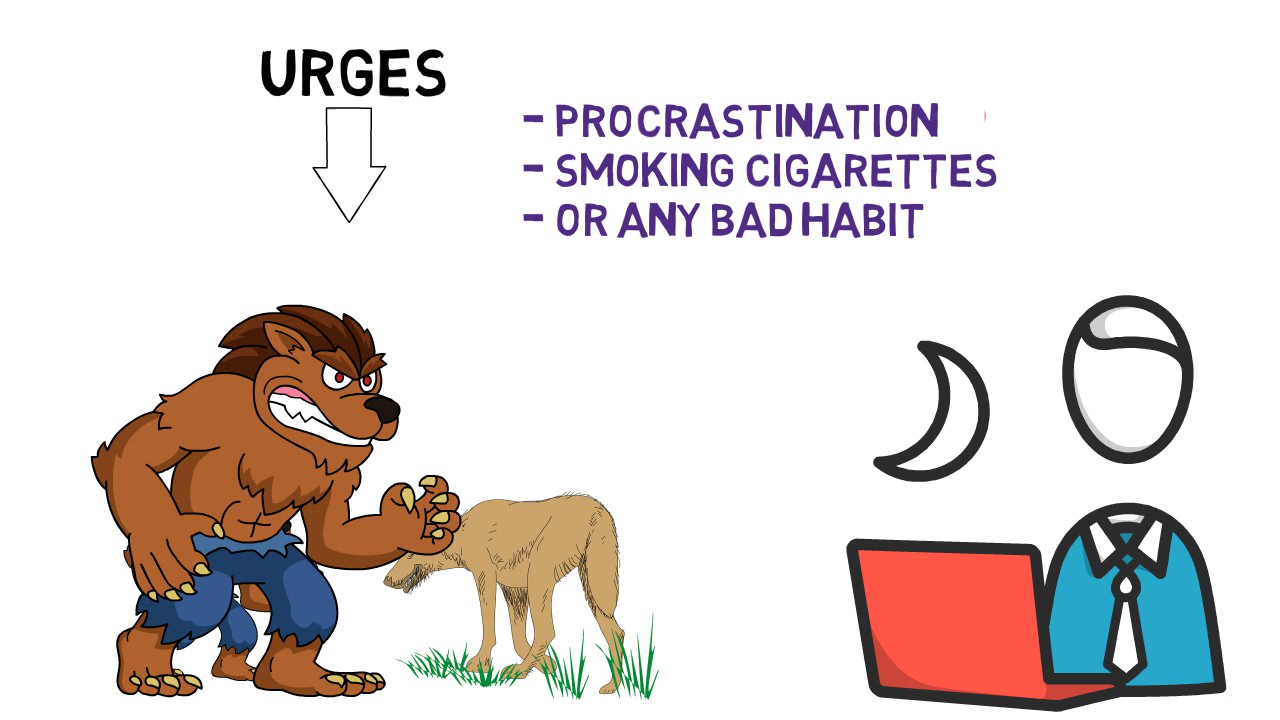 URGES
- PROCRASTINATION
- SMOKING CIGARETTES
- OR ANY BAD HABIT